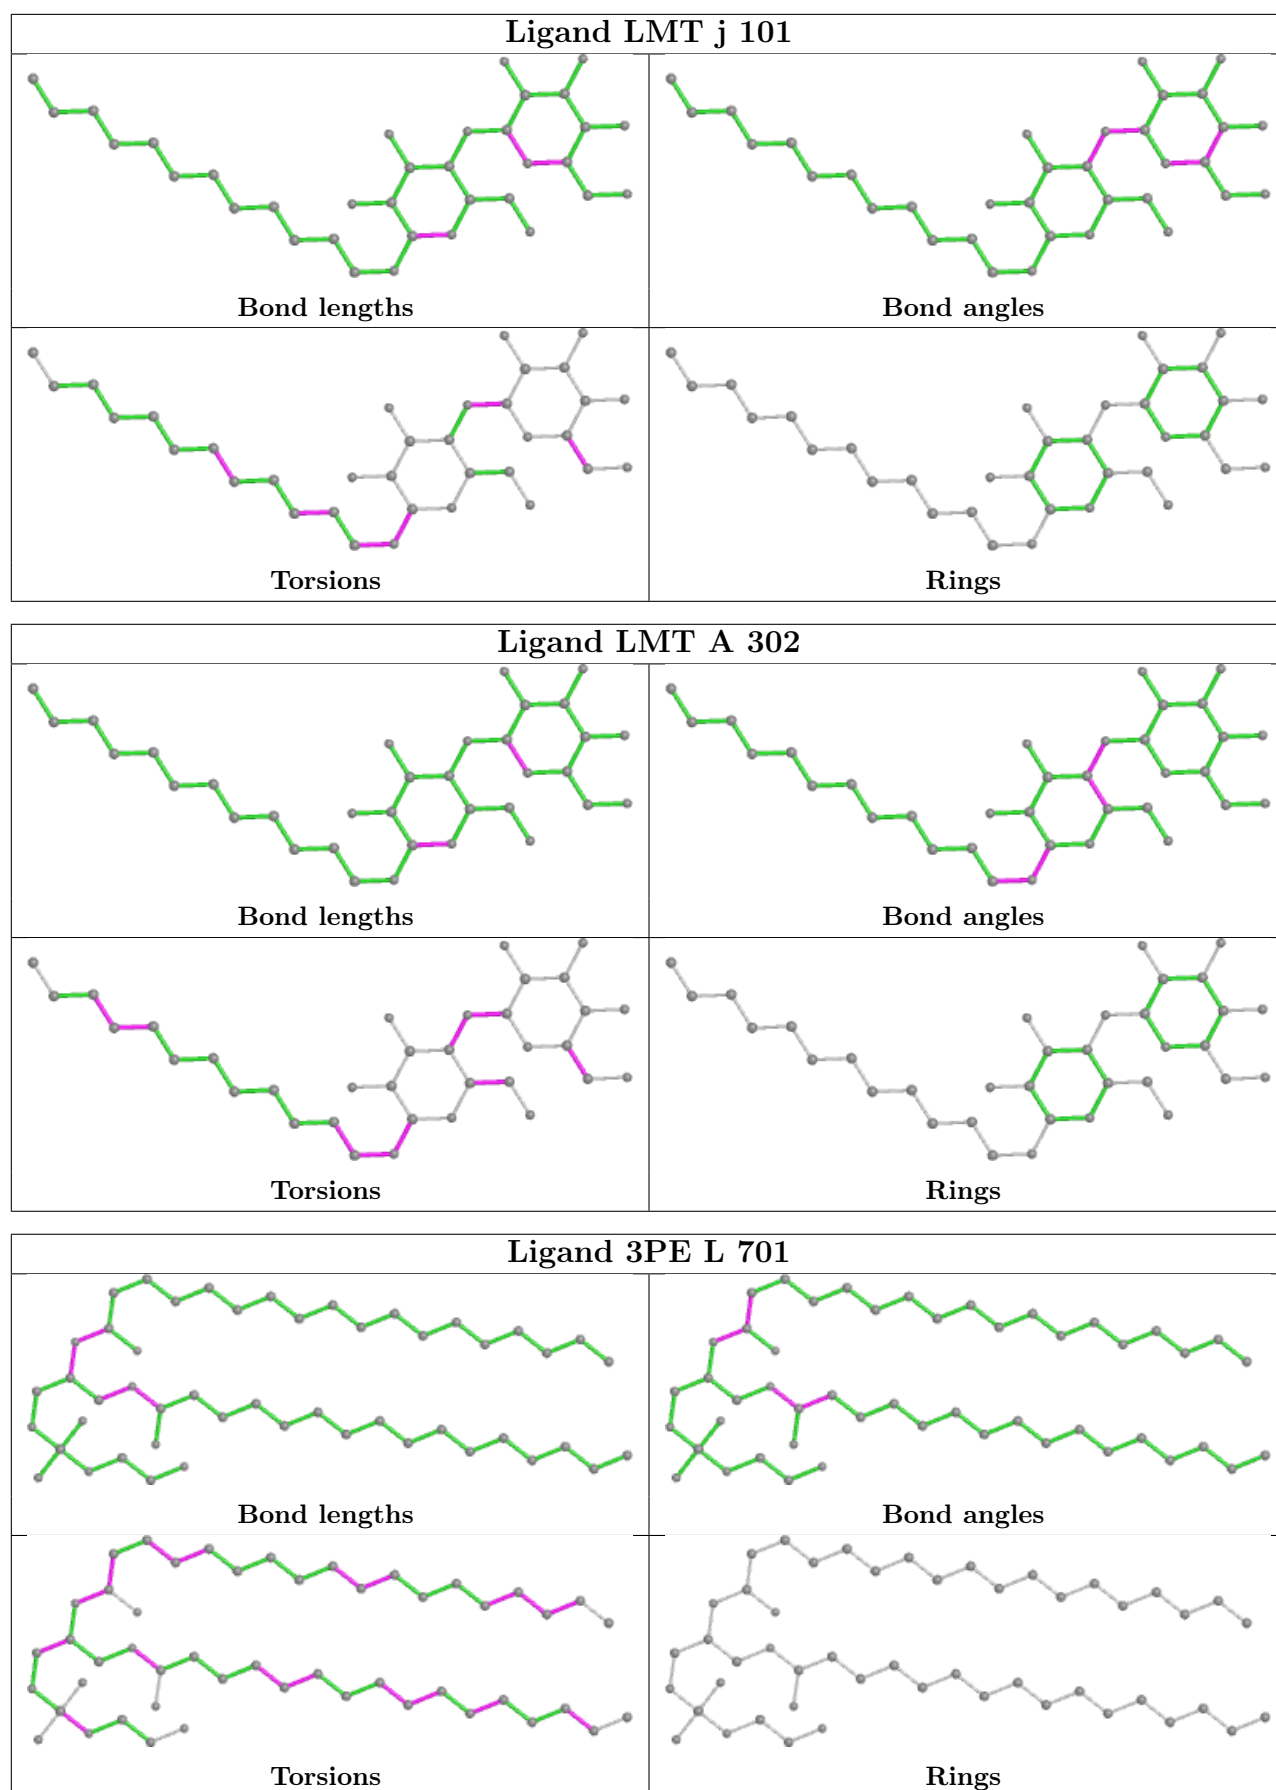 Ligand LMT j 101
Bond lengths
Bond angles
Torsions
Rings
Ligand LMT A 302
Bond lengths
Bond angles
Torsions
Rings
Ligand 3PE L 701
Bond lengths
Bond angles
Torsions
Rings